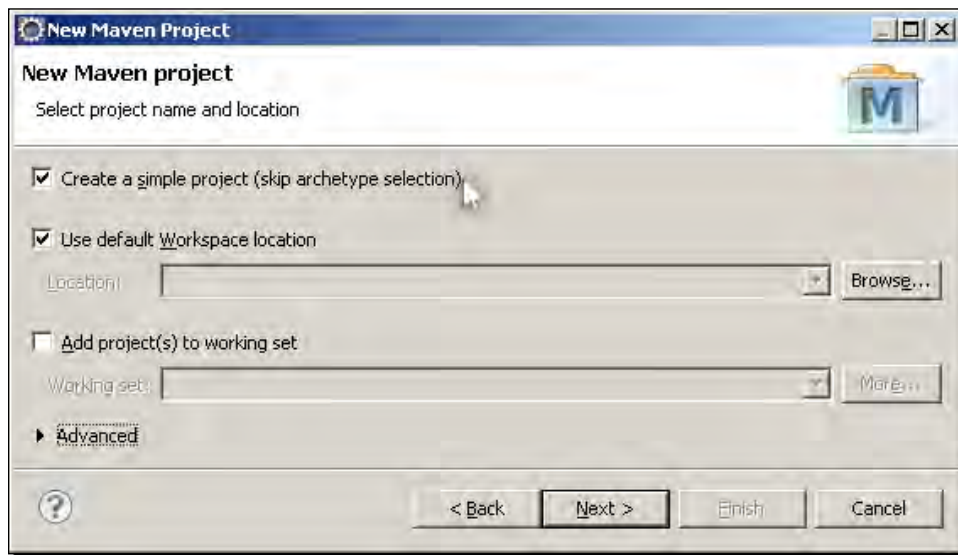 New Maven Project
New Maven project
Select project name and location
M
Create a simple project (skip archetype selection)
Use default Workspace location
Location:
Browse...
Add project(s) to working set
Working set:
More...
Advanced
?
< Back
Next >
Finish
Cancel